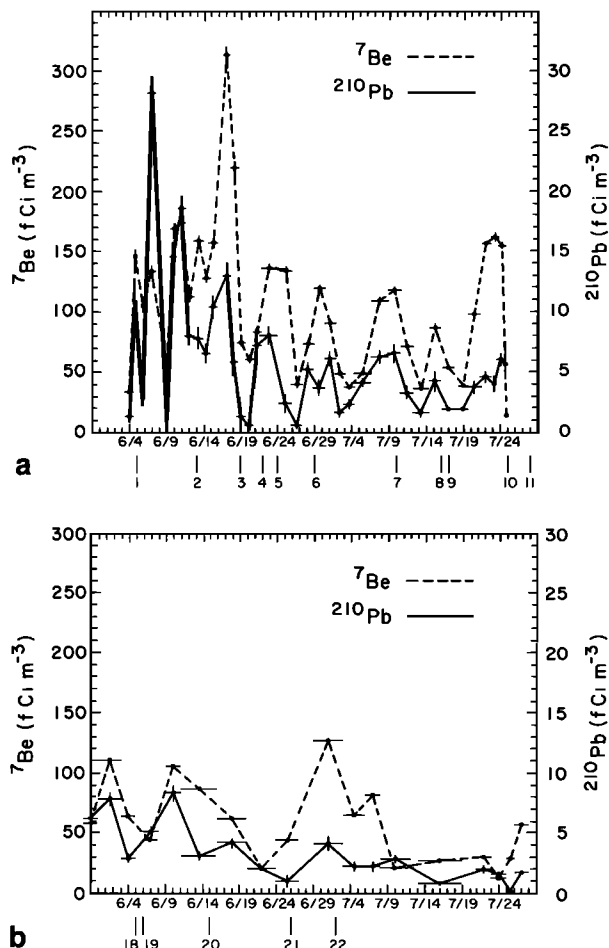 ⁷Be
²¹⁰Pb
⁷Be (fCi m⁻³)
300
250
200
150
100
50
0
²¹⁰Pb (fCi m⁻³)
30
25
20
15
10
5
0
6/4 6/9 6/14 6/19 6/24 6/29 7/4 7/9 7/14 7/19 7/24
a
1 2 3 4 5 6 7 8 9 10 11
⁷Be
²¹⁰Pb
⁷Be (fCi m⁻³)
300
250
200
150
100
50
0
²¹⁰Pb (fCi m⁻³)
30
25
20
15
10
5
0
6/4 6/9 6/14 6/19 6/24 6/29 7/4 7/9 7/14 7/19 7/24
b
18 19 20 21 22